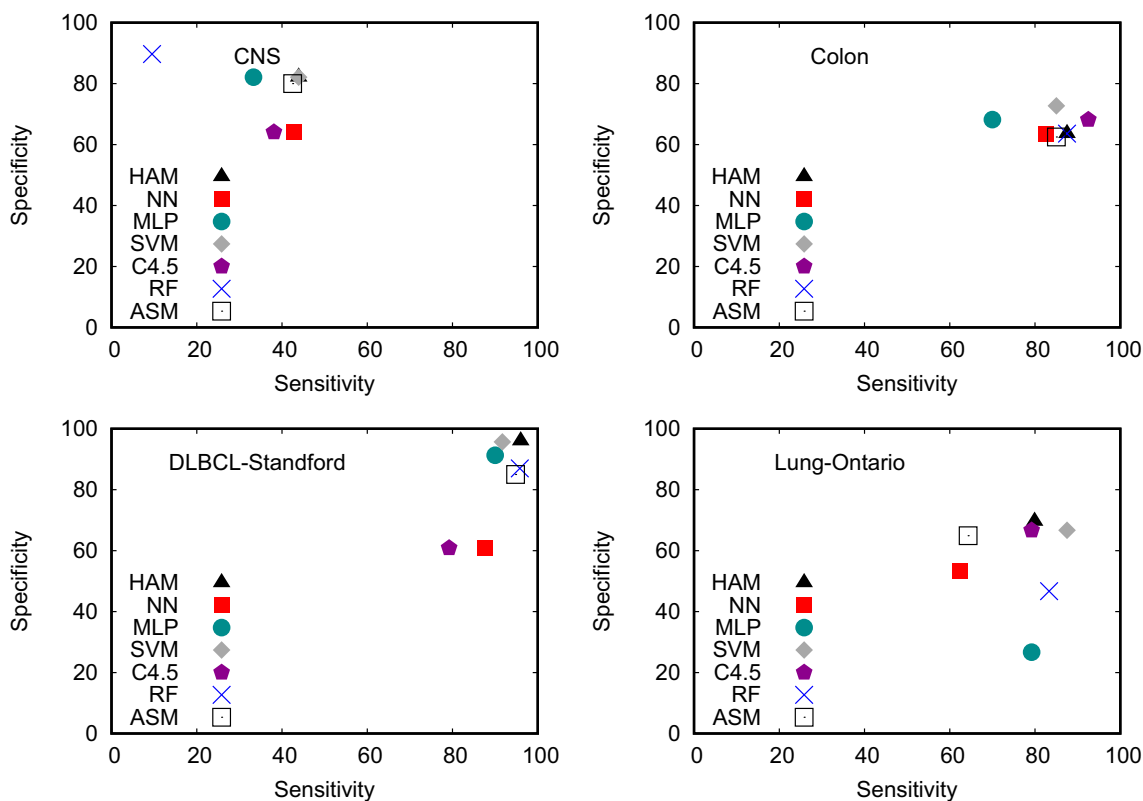 100
80
60
40
20
0
Specificity
CNS
HAM
NN
MLP
SVM
C4.5
RF
ASM
0 20 40 60 80 100
Sensitivity
100
80
60
40
20
0
Specificity
Colon
HAM
NN
MLP
SVM
C4.5
RF
ASM
0 20 40 60 80 100
Sensitivity
100
80
60
40
20
0
Specificity
DLBCL-Standford
HAM
NN
MLP
SVM
C4.5
RF
ASM
0 20 40 60 80 100
Sensitivity
100
80
60
40
20
0
Specificity
Lung-Ontario
HAM
NN
MLP
SVM
C4.5
RF
ASM
0 20 40 60 80 100
Sensitivity